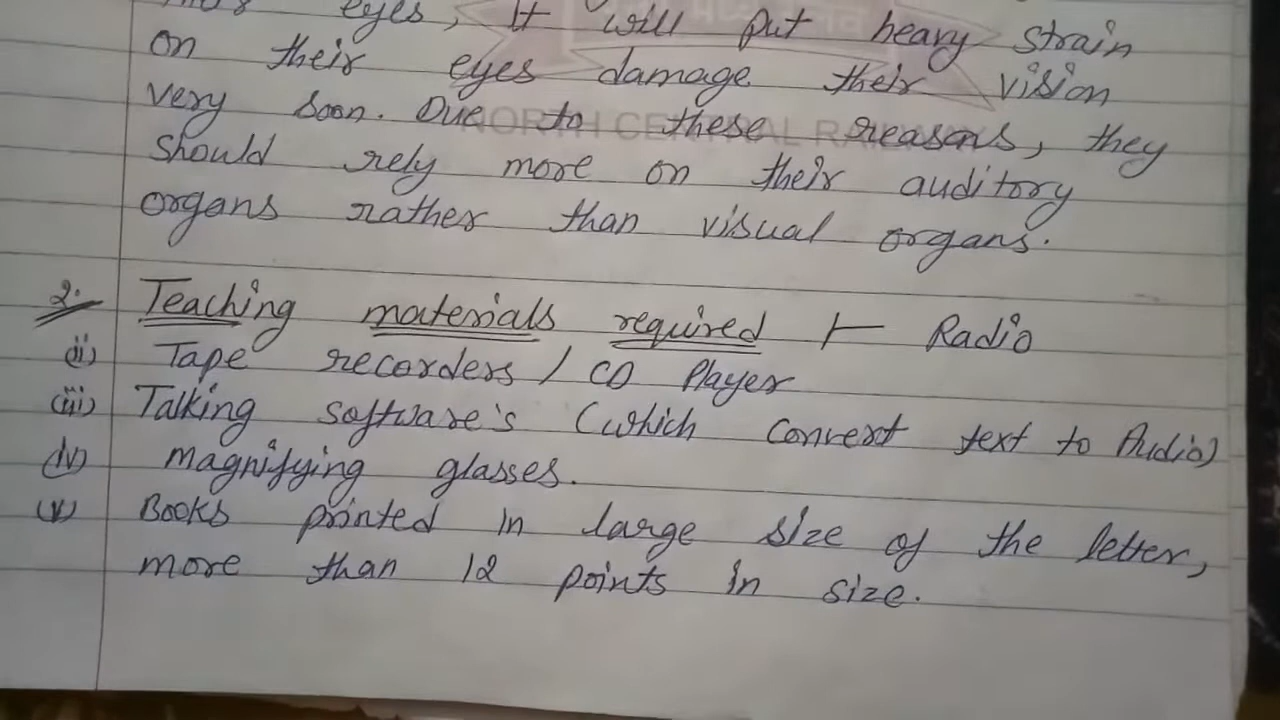 eyes, It will put heavy strain
on their eyes damage their vision
very soon. Due to these reasons, they
NORTH CENTRAL RAILWAY
should rely more on their auditory
organs rather than visual organs.
2. Teaching materials required :- Radio
(ii) Tape recorders / CD Player
(iii) Talking software's (which convert text to Audio)
(iv) magnifying glasses.
(v) Books printed in large size of the letter,
more than 12 points in size.